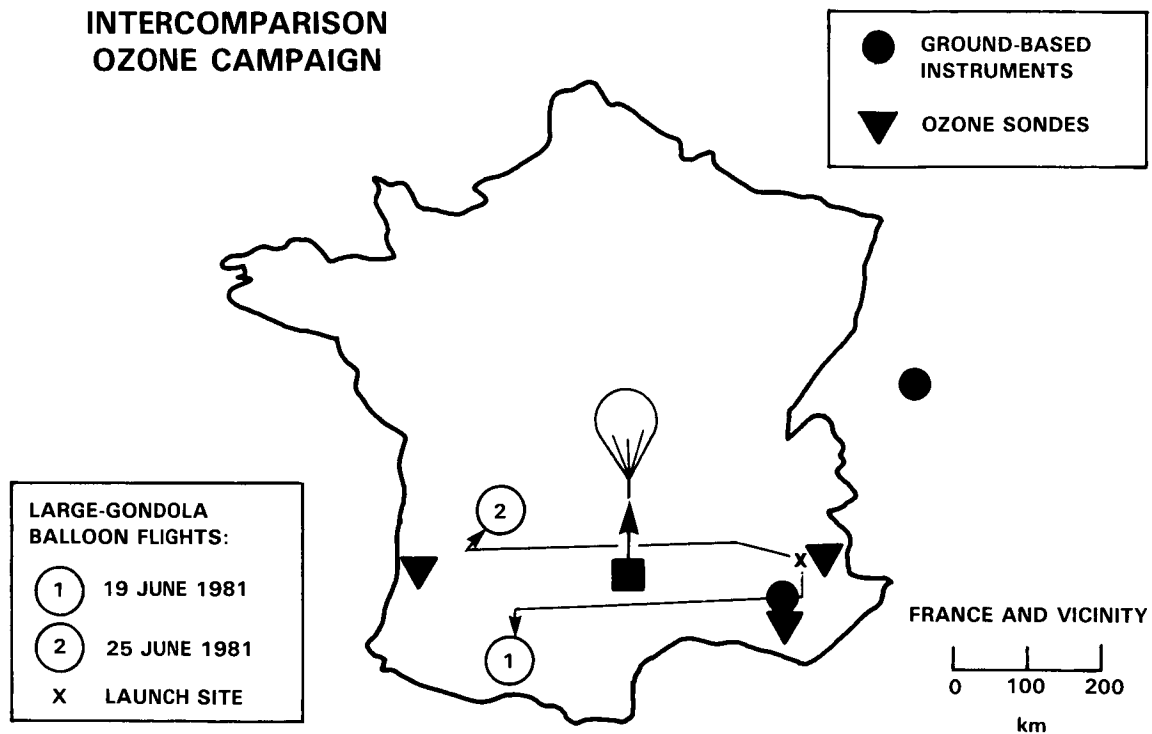 INTERCOMPARISON
OZONE CAMPAIGN
GROUND-BASED
INSTRUMENTS
OZONE SONDES
2
X
1
LARGE-GONDOLA
BALLOON FLIGHTS:
1 19 JUNE 1981
2 25 JUNE 1981
X LAUNCH SITE
FRANCE AND VICINITY
0 100 200
km